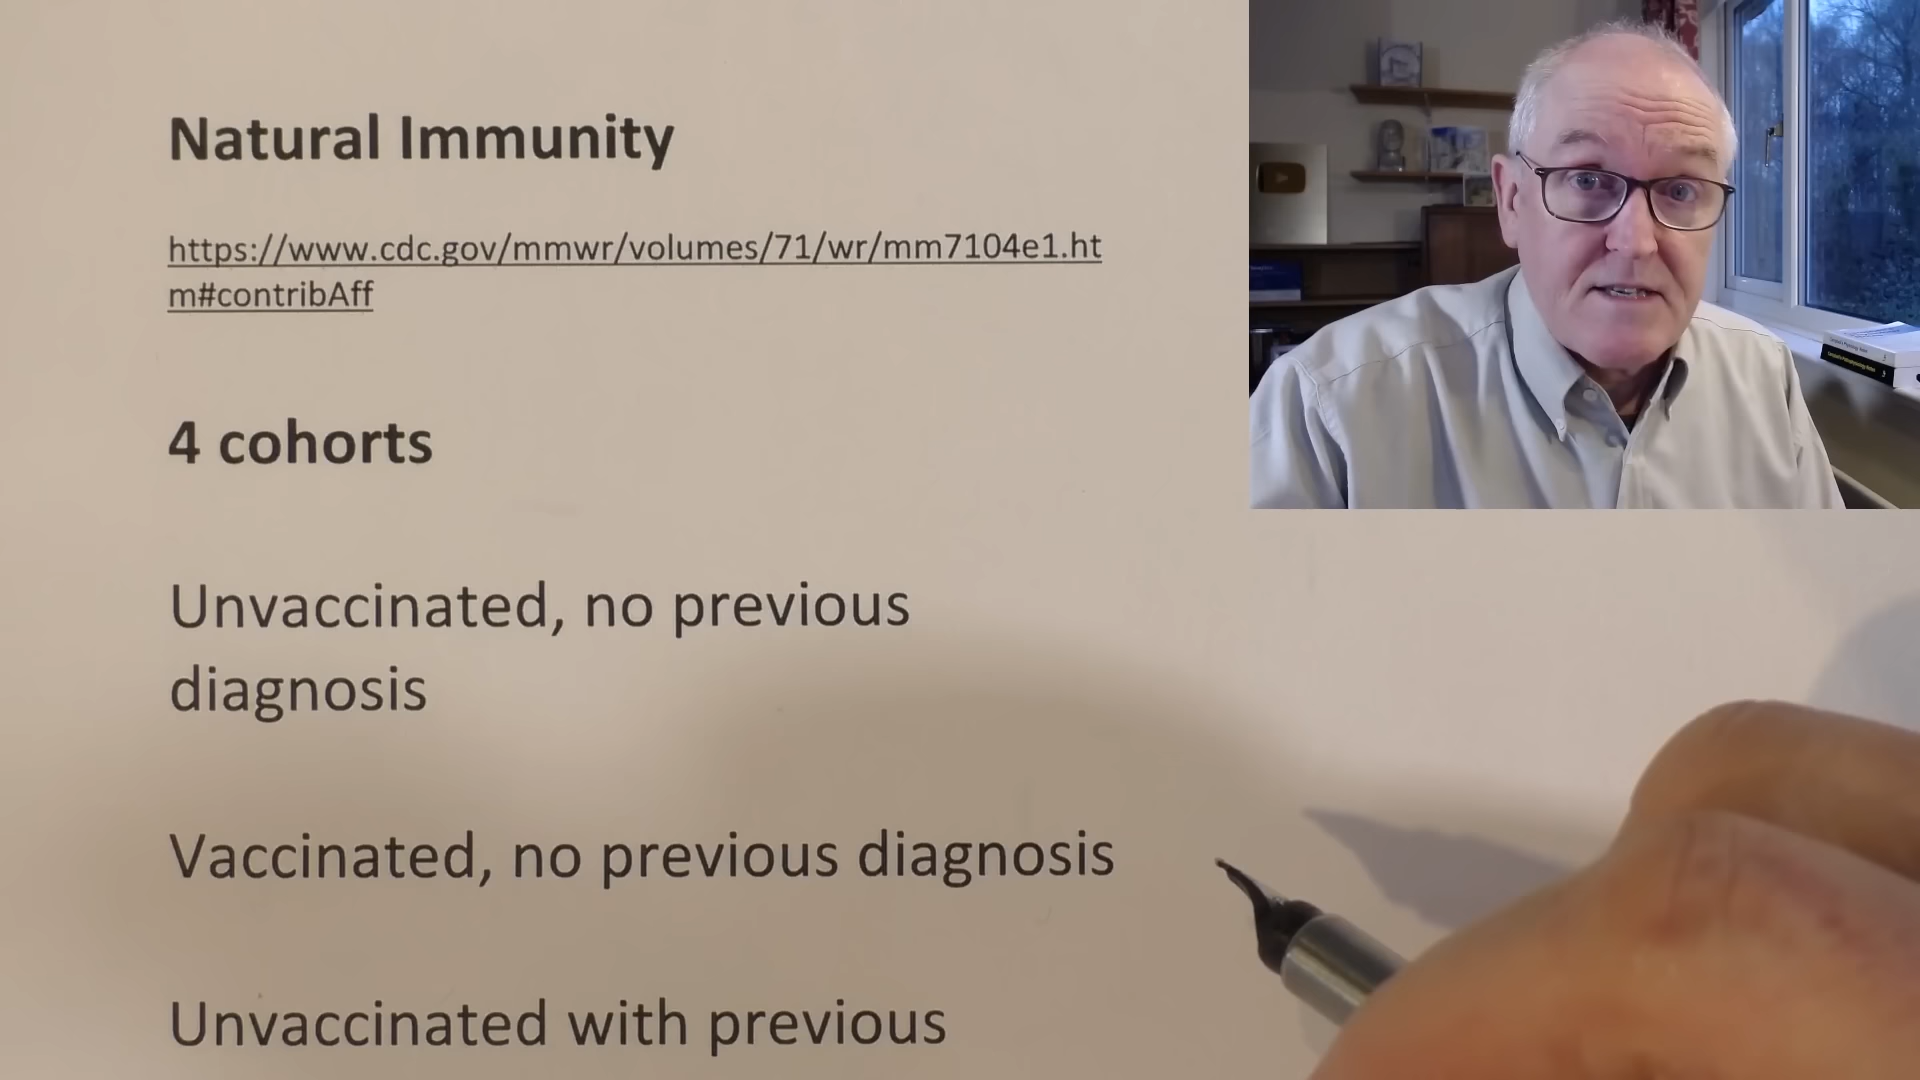 Natural Immunity
https://www.cdc.gov/mmwr/volumes/71/wr/mm7104e1.ht
m#contribAff
4 cohorts
Unvaccinated, no previous
diagnosis
Vaccinated, no previous diagnosis
Unvaccinated with previous